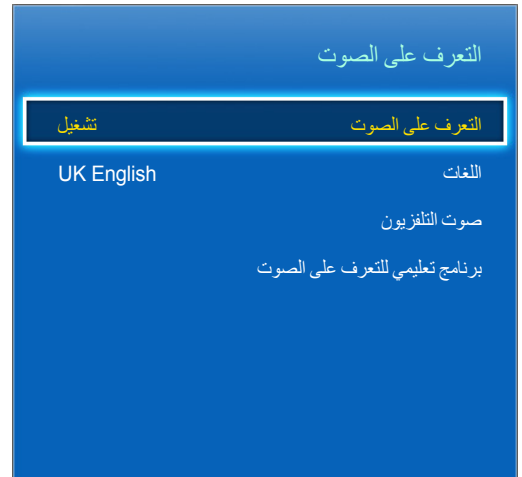 التعرف على الصوت
التعرف على الصوت تشغيل
اللغات UK English
صوت التلفزيون
برنامج تعليمي للتعرف على الصوت